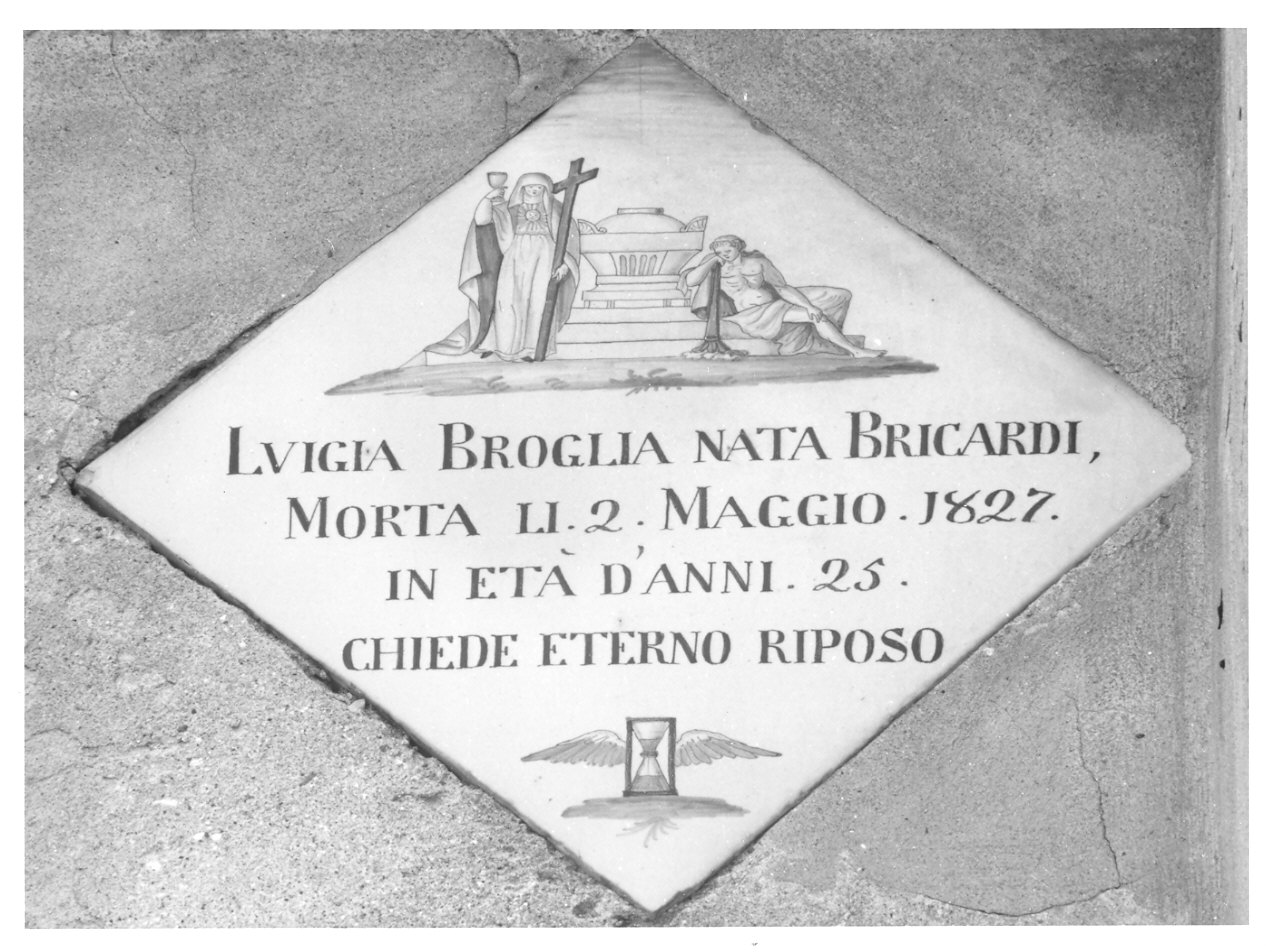 LVIGIA BROGLIA NATA BRICARDI,
MORTA LI. 2. MAGGIO. 1827.
IN ETÀ D'ANNI. 25.
CHIEDE ETERNO RIPOSO